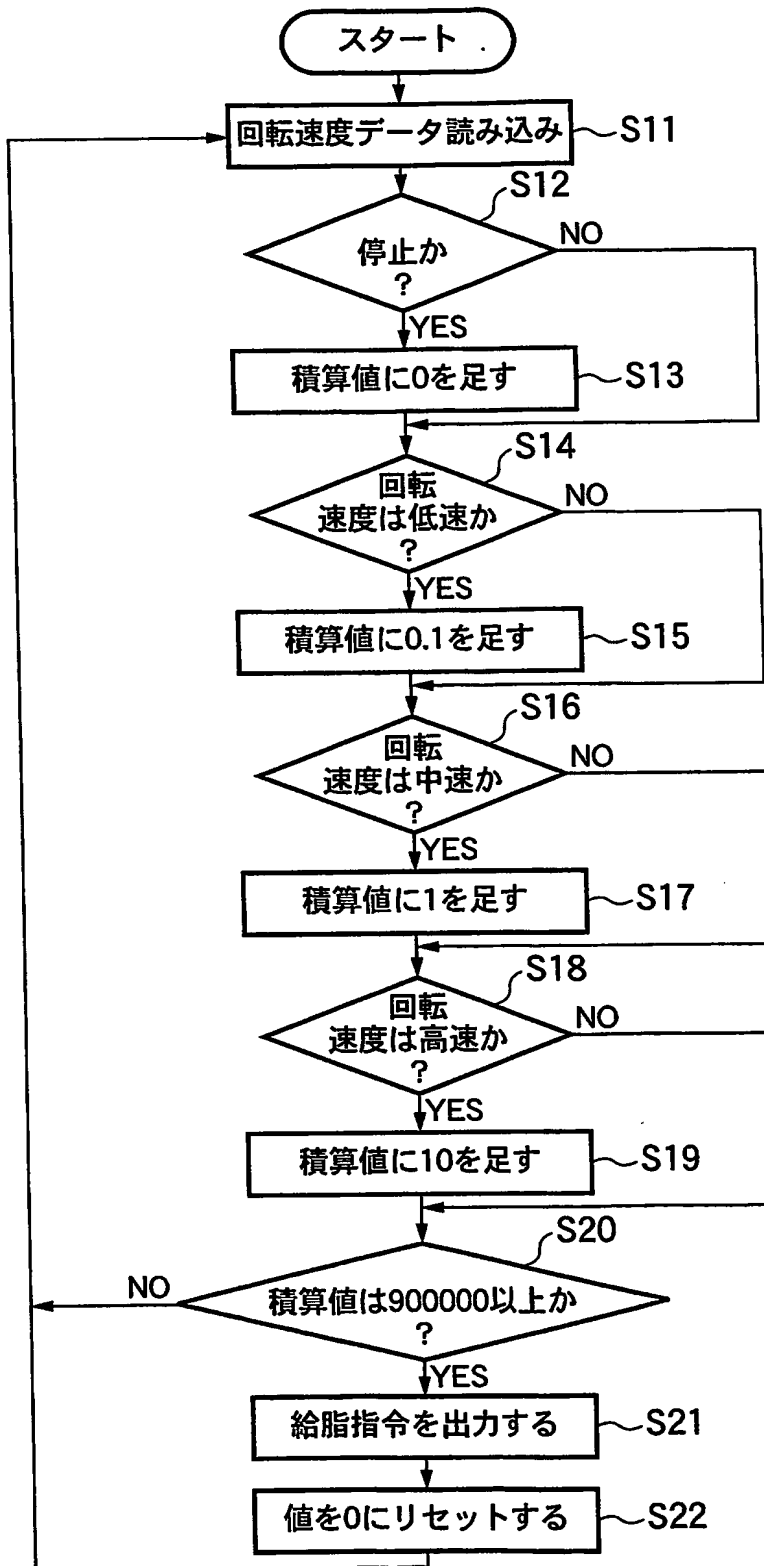 スタート
回転速度データ読み込み
S11
S12
停止か
?
NO
YES
積算値に0を足す
S13
S14
回転
速度は低速か
?
NO
YES
積算値に0.1を足す
S15
S16
回転
速度は中速か
?
NO
YES
積算値に1を足す
S17
S18
回転
速度は高速か
?
NO
YES
積算値に10を足す
S19
S20
積算値は900000以上か
?
NO
YES
給脂指令を出力する
S21
値を0にリセットする
S22